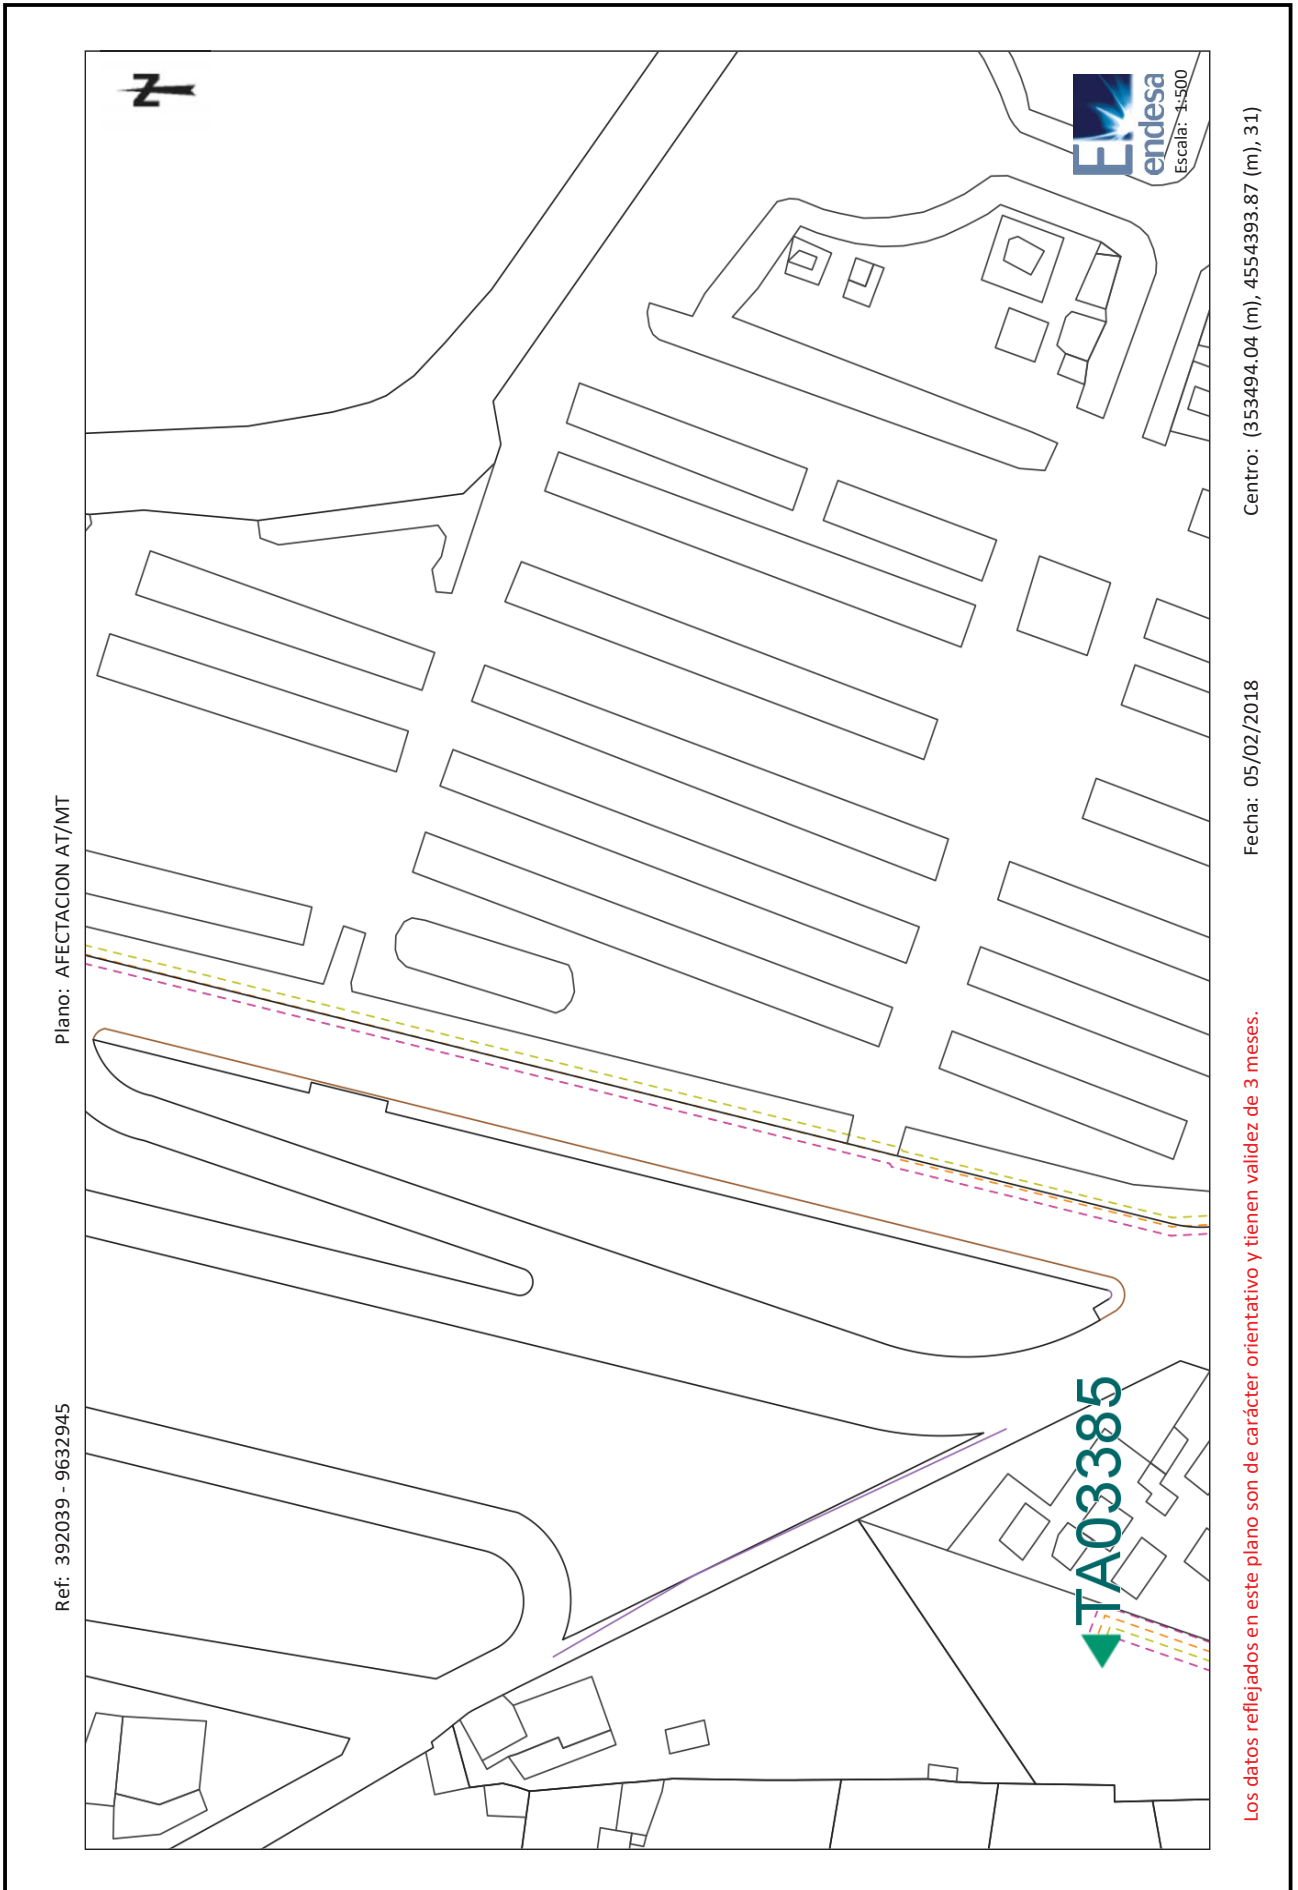 Ref: 392039 - 9632945
Plano: AFECTACION AT/MT
N
endesa
Escala: 1:500
TA03385
Los datos reflejados en este plano son de carácter orientativo y tienen validez de 3 meses.
Fecha: 05/02/2018
Centro: (353494.04 (m), 4554393.87 (m), 31)